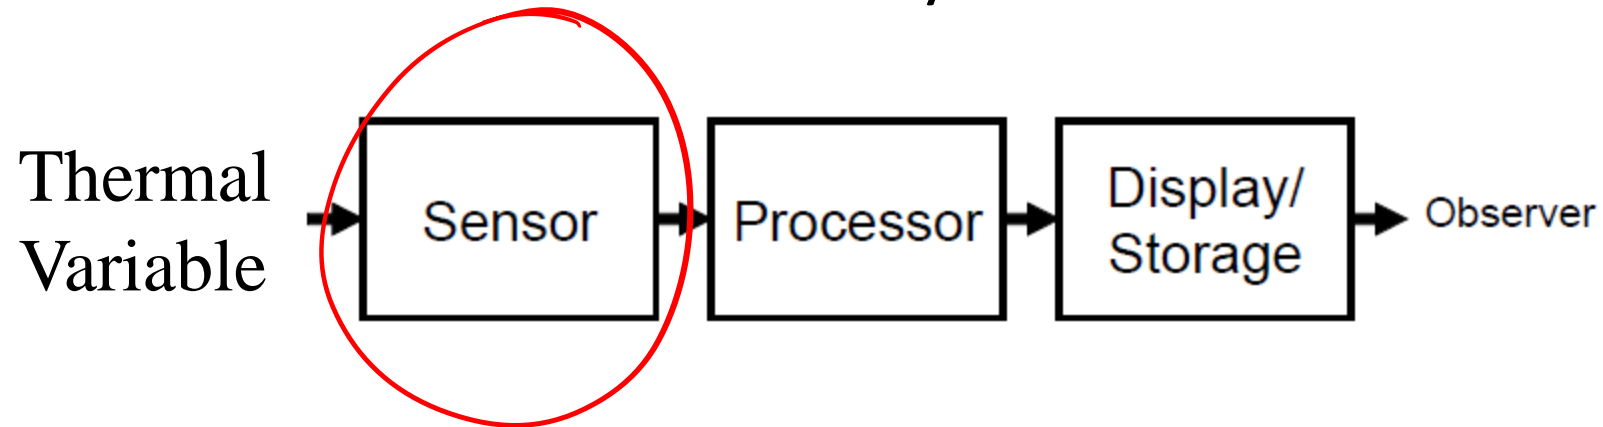 Thermal
Variable
Sensor
Processor
Display/
Storage
Observer